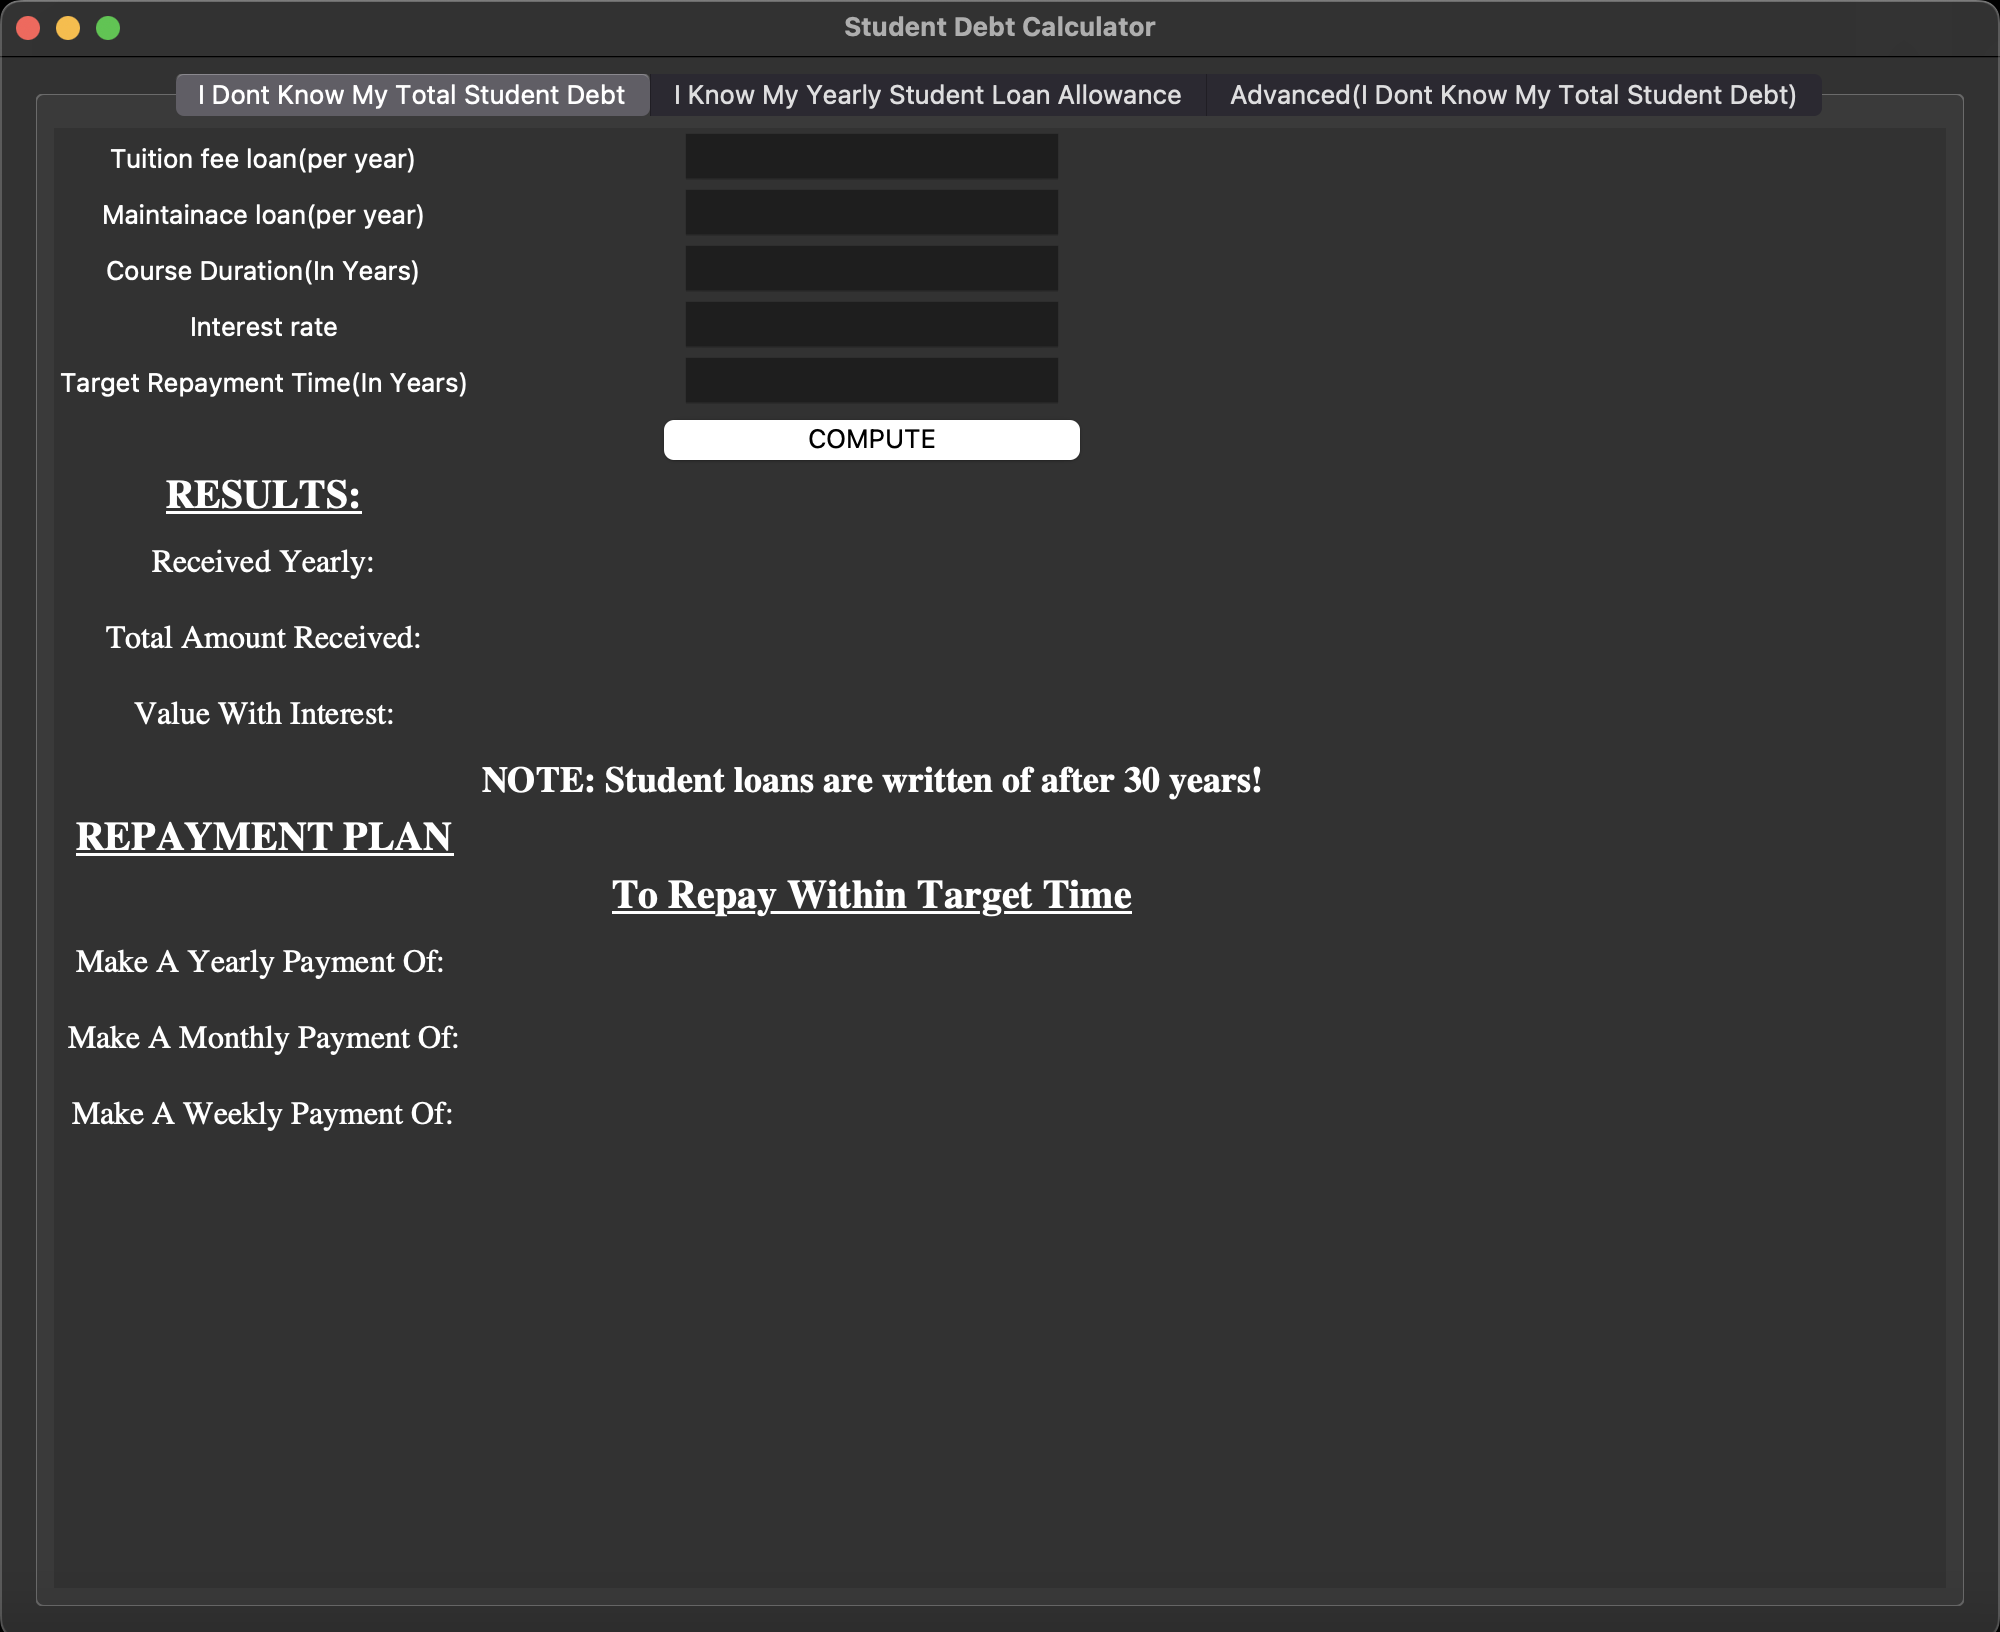 Student Debt Calculator
I Dont Know My Total Student Debt
I Know My Yearly Student Loan Allowance
Advanced(I Dont Know My Total Student Debt)
Tuition fee loan(per year)
Maintainace loan(per year)
Course Duration(In Years)
Interest rate
Target Repayment Time(In Years)
COMPUTE
RESULTS:
Received Yearly:
Total Amount Received:
Value With Interest:
NOTE: Student loans are written of after 30 years!
REPAYMENT PLAN
To Repay Within Target Time
Make A Yearly Payment Of:
Make A Monthly Payment Of:
Make A Weekly Payment Of: